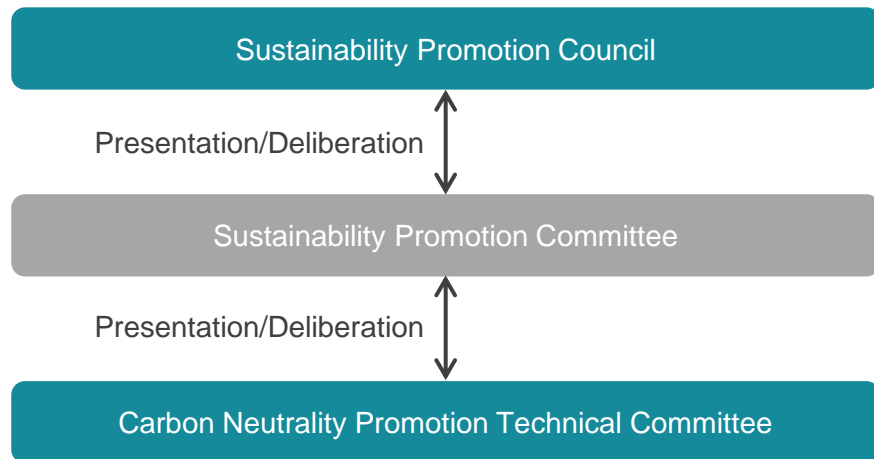 Sustainability Promotion Council
Presentation/Deliberation
Sustainability Promotion Committee
Presentation/Deliberation
Carbon Neutrality Promotion Technical Committee